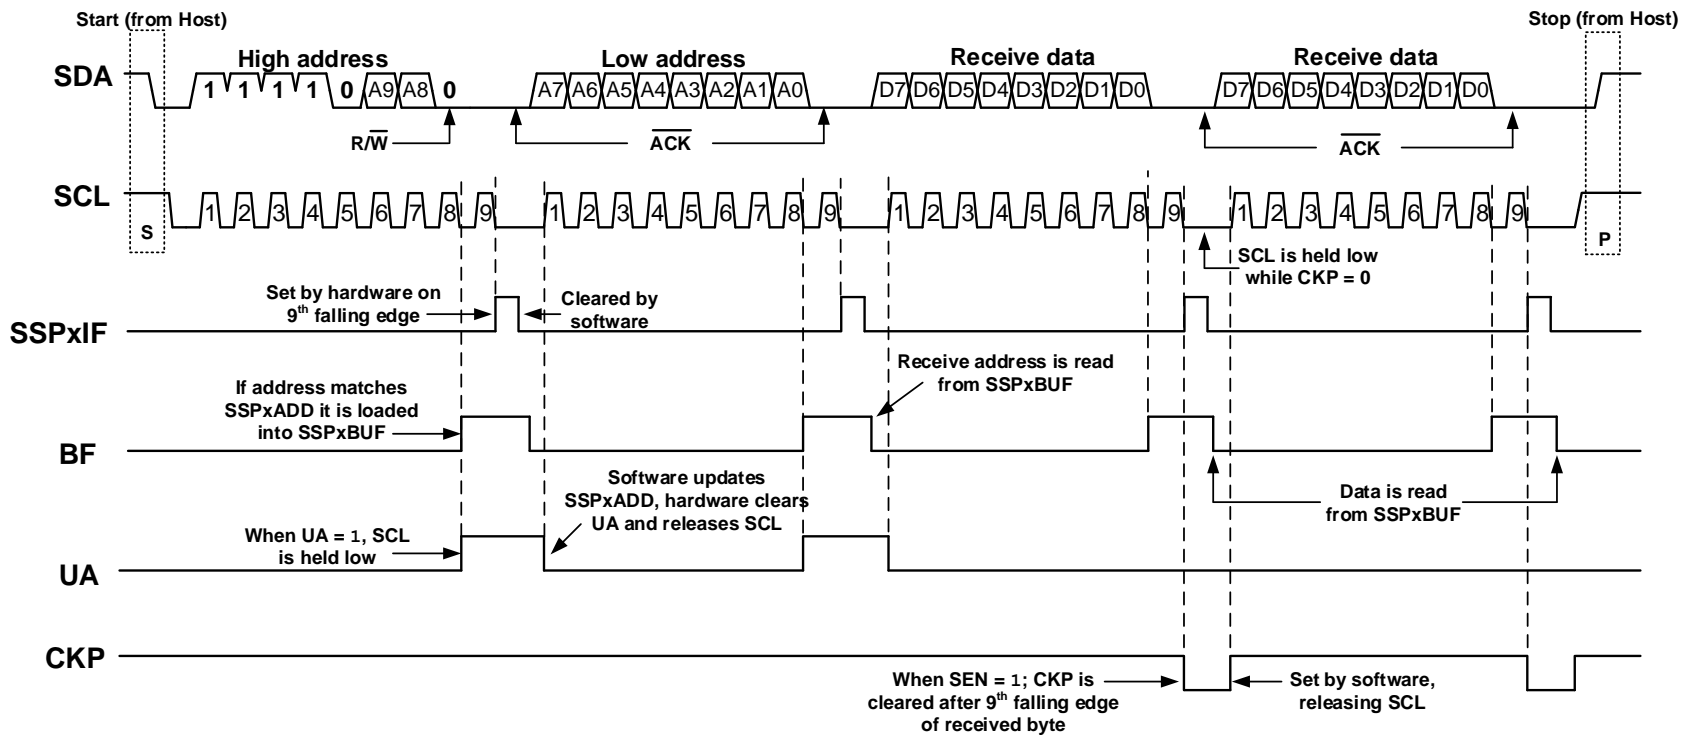 Start (from Host)
Stop (from Host)
High address
Low address
Receive data
Receive data
SDA
1 1 1 1 0 A9 A8 0
A7 A6 A5 A4 A3 A2 A1 A0
D7 D6 D5 D4 D3 D2 D1 D0
D7 D6 D5 D4 D3 D2 D1 D0
R/W̅
A̅C̅K̅
A̅C̅K̅
SCL
1 2 3 4 5 6 7 8 9
1 2 3 4 5 6 7 8 9
1 2 3 4 5 6 7 8 9
1 2 3 4 5 6 7 8 9
S
P
SCL is held low
while CKP = 0
Set by hardware on
9th falling edge
Cleared by
software
SSPxIF
Receive address is read
from SSPxBUF
If address matches
SSPxADD it is loaded
into SSPxBUF
BF
Software updates
SSPxADD, hardware clears
UA and releases SCL
Data is read
from SSPxBUF
When UA = 1, SCL
is held low
UA
CKP
When SEN = 1; CKP is
cleared after 9th falling edge
of received byte
Set by software,
releasing SCL